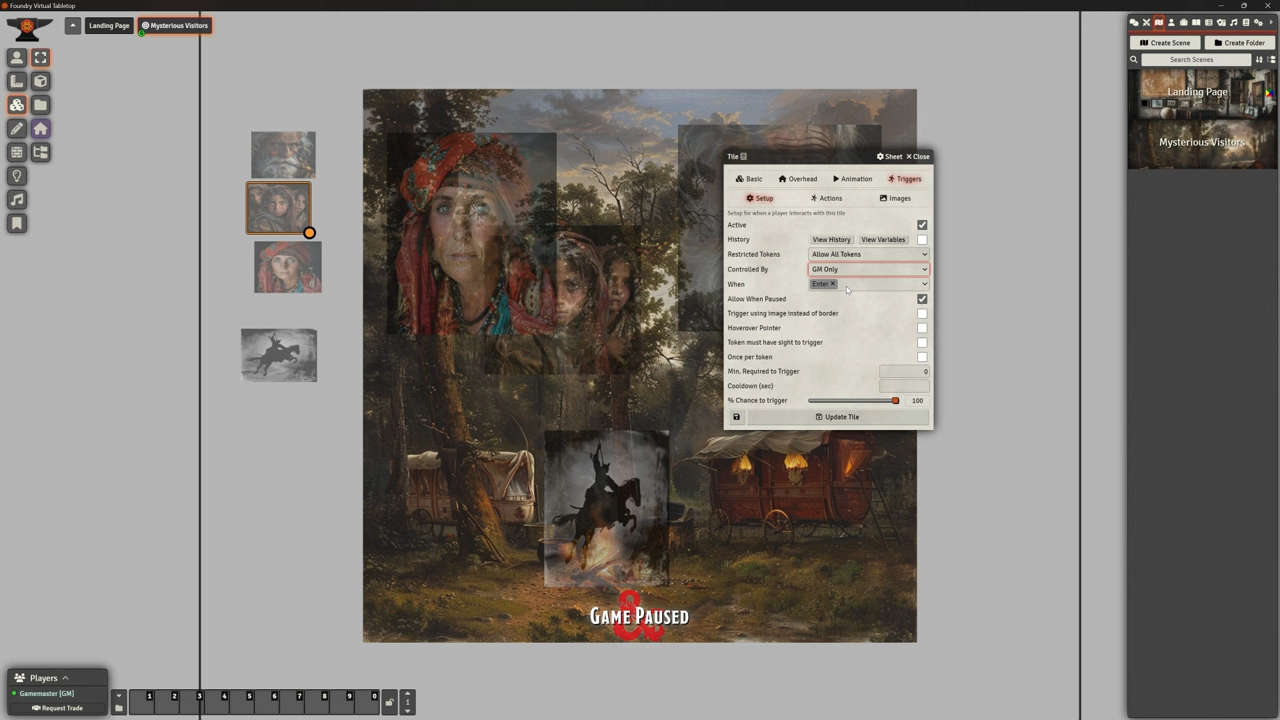 Foundry Virtual Tabletop
Landing Page
Mysterious Visitors
G
Create Scene
Create Folder
Search Scenes
Landing Page
Mysterious Visitors
Tile
Sheet
Close
Basic
Overhead
Animation
Triggers
Setup
Actions
Images
Setup for when a player interacts with this tile
Active
History
View History
View Variables
Restricted Tokens
Allow All Tokens
Controlled By
GM Only
When
Enter ×
Allow When Paused
Trigger using image instead of border
Hoverover Pointer
Token must have sight to trigger
Once per token
Min. Required to Trigger
0
Cooldown (sec)
% Chance to trigger
100
Update Tile
&
Game Paused
Players
Gamemaster [GM]
Request Trade
1 2 3 4 5 6 7 8 9 0
1